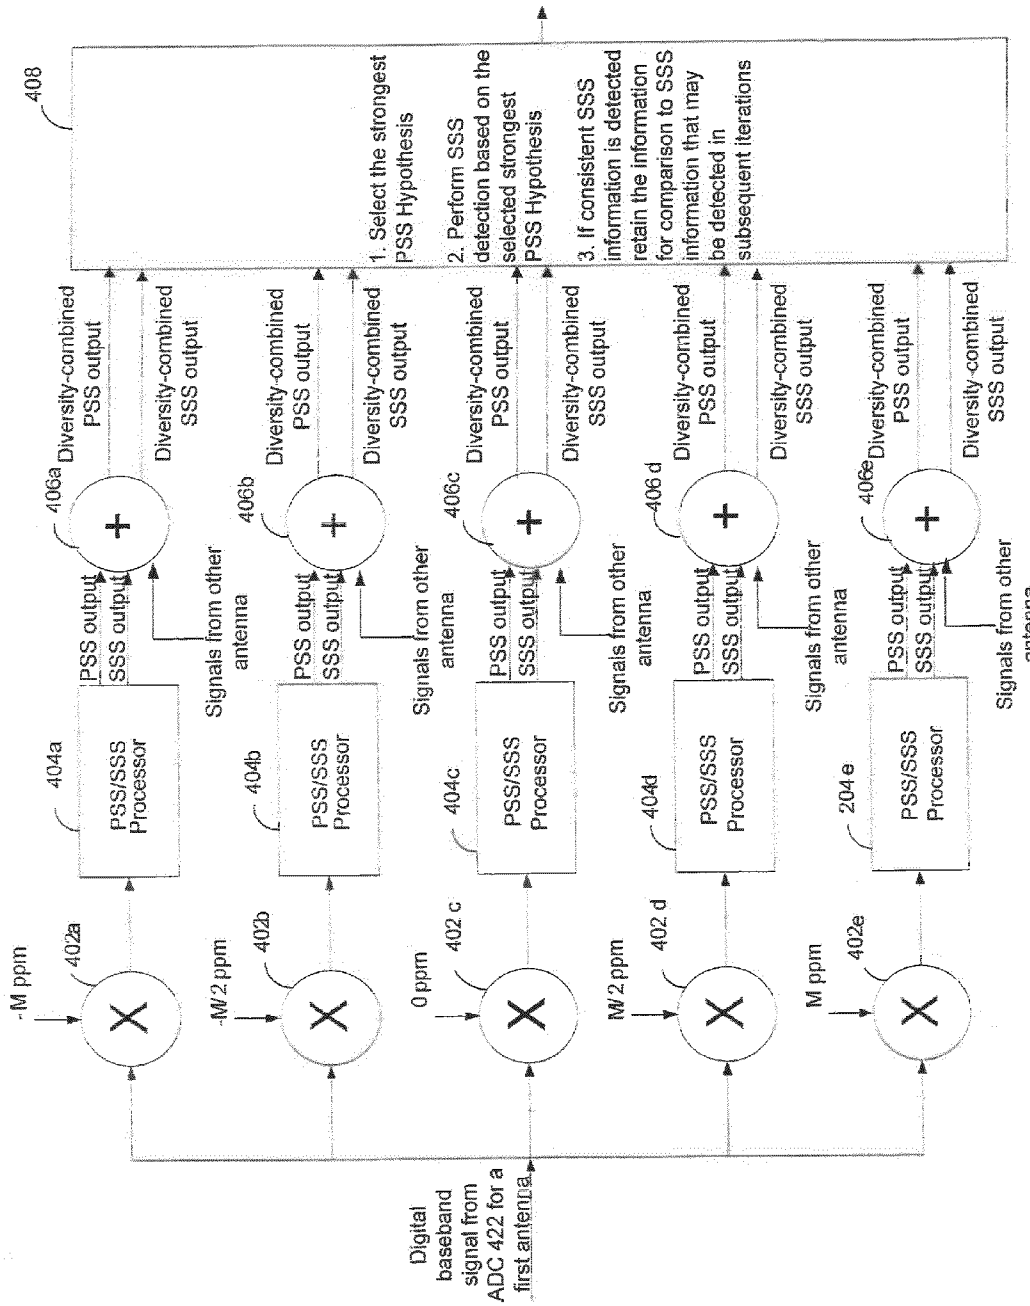 Digital
baseband
signal from
ADC 422 for a
first antenna
- M ppm
402a
X
404a
PSS/SSS
Processor
PSS output
SSS output
Signals from other
antenna
406a
+
Diversity-combined
PSS output
Diversity-combined
SSS output
-M/2 ppm
402b
X
404b
PSS/SSS
Processor
PSS output
SSS output
Signals from other
antenna
406b
+
Diversity-combined
PSS output
Diversity-combined
SSS output
0 ppm
402 c
X
404c
PSS/SSS
Processor
PSS output
SSS output
Signals from other
antenna
406c
+
Diversity-combined
PSS output
Diversity-combined
SSS output
M/2 ppm
402 d
X
404d
PSS/SSS
Processor
PSS output
SSS output
Signals from other
antenna
406 d
+
Diversity-combined
PSS output
Diversity-combined
SSS output
M ppm
402e
X
204 e
PSS/SSS
Processor
PSS output
SSS output
Signals from other
antenna
406e
+
Diversity-combined
PSS output
Diversity-combined
SSS output
408
1. Select the strongest
PSS Hypothesis
2. Perform SSS
detection based on the
selected strongest
PSS Hypothesis
3. If consistent SSS
information is detected
retain the information
for comparison to SSS
information that may
be detected in
subsequent iterations